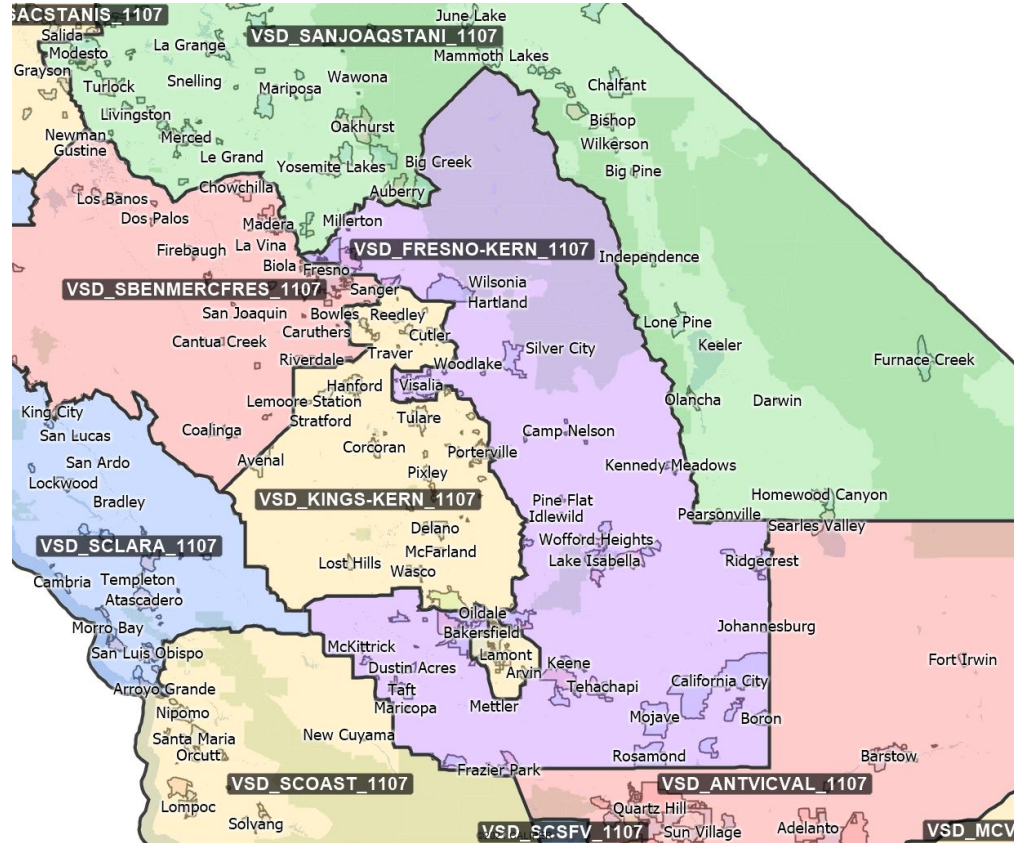 SACSTANIS_1107
June Lake
Salida
VSD_SANJOAQSTANI_1107
La Grange
Modesto
Mammoth Lakes
Grayson
Wawona
Snelling
Turlock
Mariposa
Chalfant
Livingston
Bishop
Newman
Merced
Oakhurst
Wilkerson
Gustine
Le Grand
Yosemite Lakes
Big Creek
Big Pine
Los Banos
Chowchilla
Auberry
Dos Palos
Madera
Millerton
Firebaugh
La Vina
VSD_FRESNO-KERN_1107
Independence
Biola
Fresno
VSD_SBENMERCFRES_1107
Sanger
Wilsonia
Hartland
San Joaquin
Bowles
Reedley
Lone Pine
Caruthers
Cutler
Cantua Creek
Keeler
Traver
Silver City
Riverdale
Woodlake
Furnace Creek
Hanford
Visalia
Lemoore Station
Olancha
Darwin
King City
Stratford
Tulare
San Lucas
Coalinga
Camp Nelson
Corcoran
Porterville
San Ardo
Avenal
Kennedy Meadows
Lockwood
Pixley
Bradley
VSD_KINGS-KERN_1107
Homewood Canyon
Pine Flat
Idlewild
Pearsonville
Searles Valley
Delano
VSD_SCLARA_1107
Wofford Heights
McFarland
Lost Hills
Lake Isabella
Ridgecrest
Wasco
Cambria
Templeton
Atascadero
Oildale
Morro Bay
Bakersfield
Johannesburg
McKittrick
San Luis Obispo
Lamont
Fort Irwin
Dustin Acres
Keene
Arvin
Arroyo Grande
Taft
Tehachapi
California City
Maricopa
Mettler
Nipomo
Mojave
Boron
Santa Maria
New Cuyama
Orcutt
Rosamond
Barstow
Frazier Park
VSD_SCOAST_1107
VSD_ANTVICVAL_1107
Lompoc
Quartz Hill
Solvang
VSD_SCSFV_1107
Sun Village
Adelanto
VSD_MCV